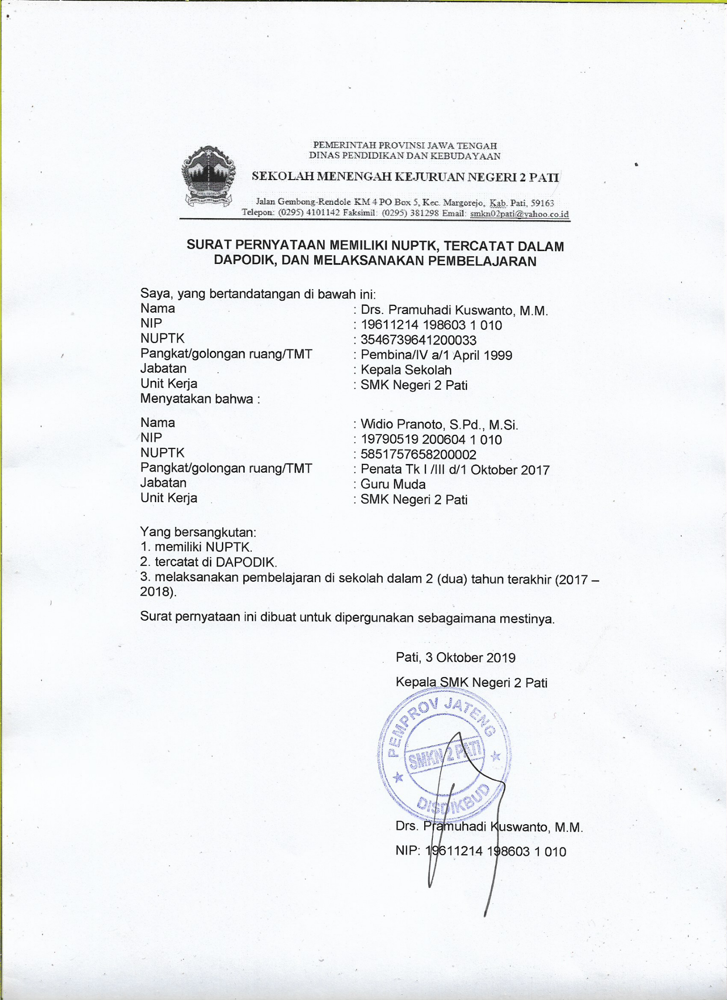 PEMERINTAH PROVINSI JAWA TENGAH
DINAS PENDIDIKAN DAN KEBUDAYAAN
SEKOLAH MENENGAH KEJURUAN NEGERI 2 PATI
Jalan Gembong-Rendole KM 4 PO Box 5, Kec. Margorejo, Kab. Pati, 59163
Telepon: (0295) 4101142 Faksimil: (0295) 381298 Email: smkn02pati@yahoo.co.id
SURAT PERNYATAAN MEMILIKI NUPTK, TERCATAT DALAM
DAPODIK, DAN MELAKSANAKAN PEMBELAJARAN
Saya, yang bertandatangan di bawah ini:
Nama : Drs. Pramuhadi Kuswanto, M.M.
NIP : 19611214 198603 1 010
NUPTK : 3546739641200033
Pangkat/golongan ruang/TMT : Pembina/IV a/1 April 1999
Jabatan : Kepala Sekolah
Unit Kerja : SMK Negeri 2 Pati
Menyatakan bahwa :
Nama : Widio Pranoto, S.Pd., M.Si.
NIP : 19790519 200604 1 010
NUPTK : 5851757658200002
Pangkat/golongan ruang/TMT : Penata Tk I /III d/1 Oktober 2017
Jabatan : Guru Muda
Unit Kerja : SMK Negeri 2 Pati
Yang bersangkutan:
1. memiliki NUPTK.
2. tercatat di DAPODIK.
3. melaksanakan pembelajaran di sekolah dalam 2 (dua) tahun terakhir (2017 –
2018).
Surat pernyataan ini dibuat untuk dipergunakan sebagaimana mestinya.
Pati, 3 Oktober 2019
Kepala SMK Negeri 2 Pati
PEMPROV JATENG
SMKN 2 PATI
DISDIKBUD
Drs. Pramuhadi Kuswanto, M.M.
NIP: 19611214 198603 1 010